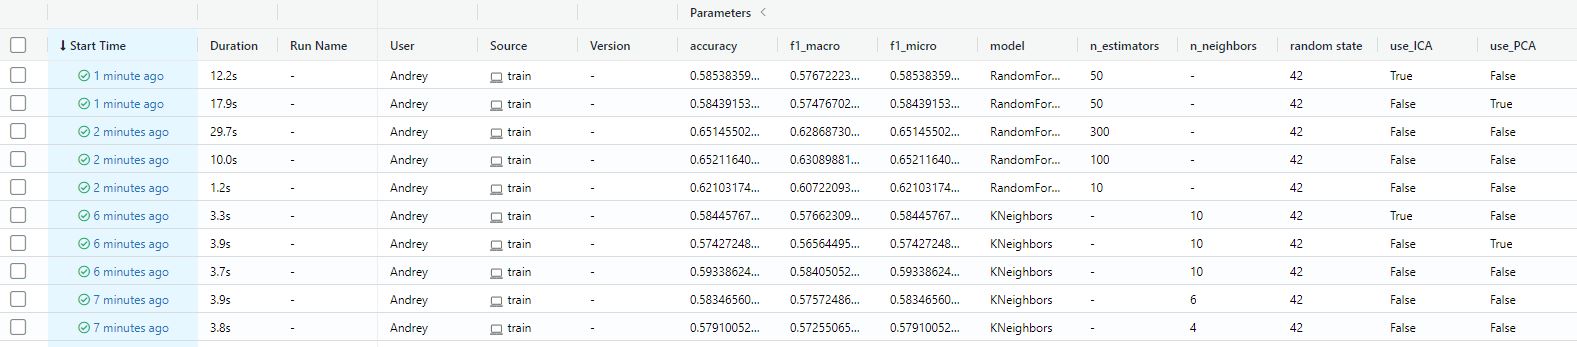 Parameters <
Start Time Duration Run Name User Source Version accuracy f1_macro f1_micro model n_estimators n_neighbors random state use_ICA use_PCA
1 minute ago 12.2s - Andrey train - 0.58538359... 0.57672223... 0.58538359... RandomFor... 50 - 42 True False
1 minute ago 17.9s - Andrey train - 0.58439153... 0.57476702... 0.58439153... RandomFor... 50 - 42 False True
2 minutes ago 29.7s - Andrey train - 0.65145502... 0.62868730... 0.65145502... RandomFor... 300 - 42 False False
2 minutes ago 10.0s - Andrey train - 0.65211640... 0.63089881... 0.65211640... RandomFor... 100 - 42 False False
2 minutes ago 1.2s - Andrey train - 0.62103174... 0.60722093... 0.62103174... RandomFor... 10 - 42 False False
6 minutes ago 3.3s - Andrey train - 0.58445767... 0.57662309... 0.58445767... KNeighbors - 10 42 True False
6 minutes ago 3.9s - Andrey train - 0.57427248... 0.56564495... 0.57427248... KNeighbors - 10 42 False True
6 minutes ago 3.7s - Andrey train - 0.59338624... 0.58405052... 0.59338624... KNeighbors - 10 42 False False
7 minutes ago 3.9s - Andrey train - 0.58346560... 0.57572486... 0.58346560... KNeighbors - 6 42 False False
7 minutes ago 3.8s - Andrey train - 0.57910052... 0.57255065... 0.57910052... KNeighbors - 4 42 False False